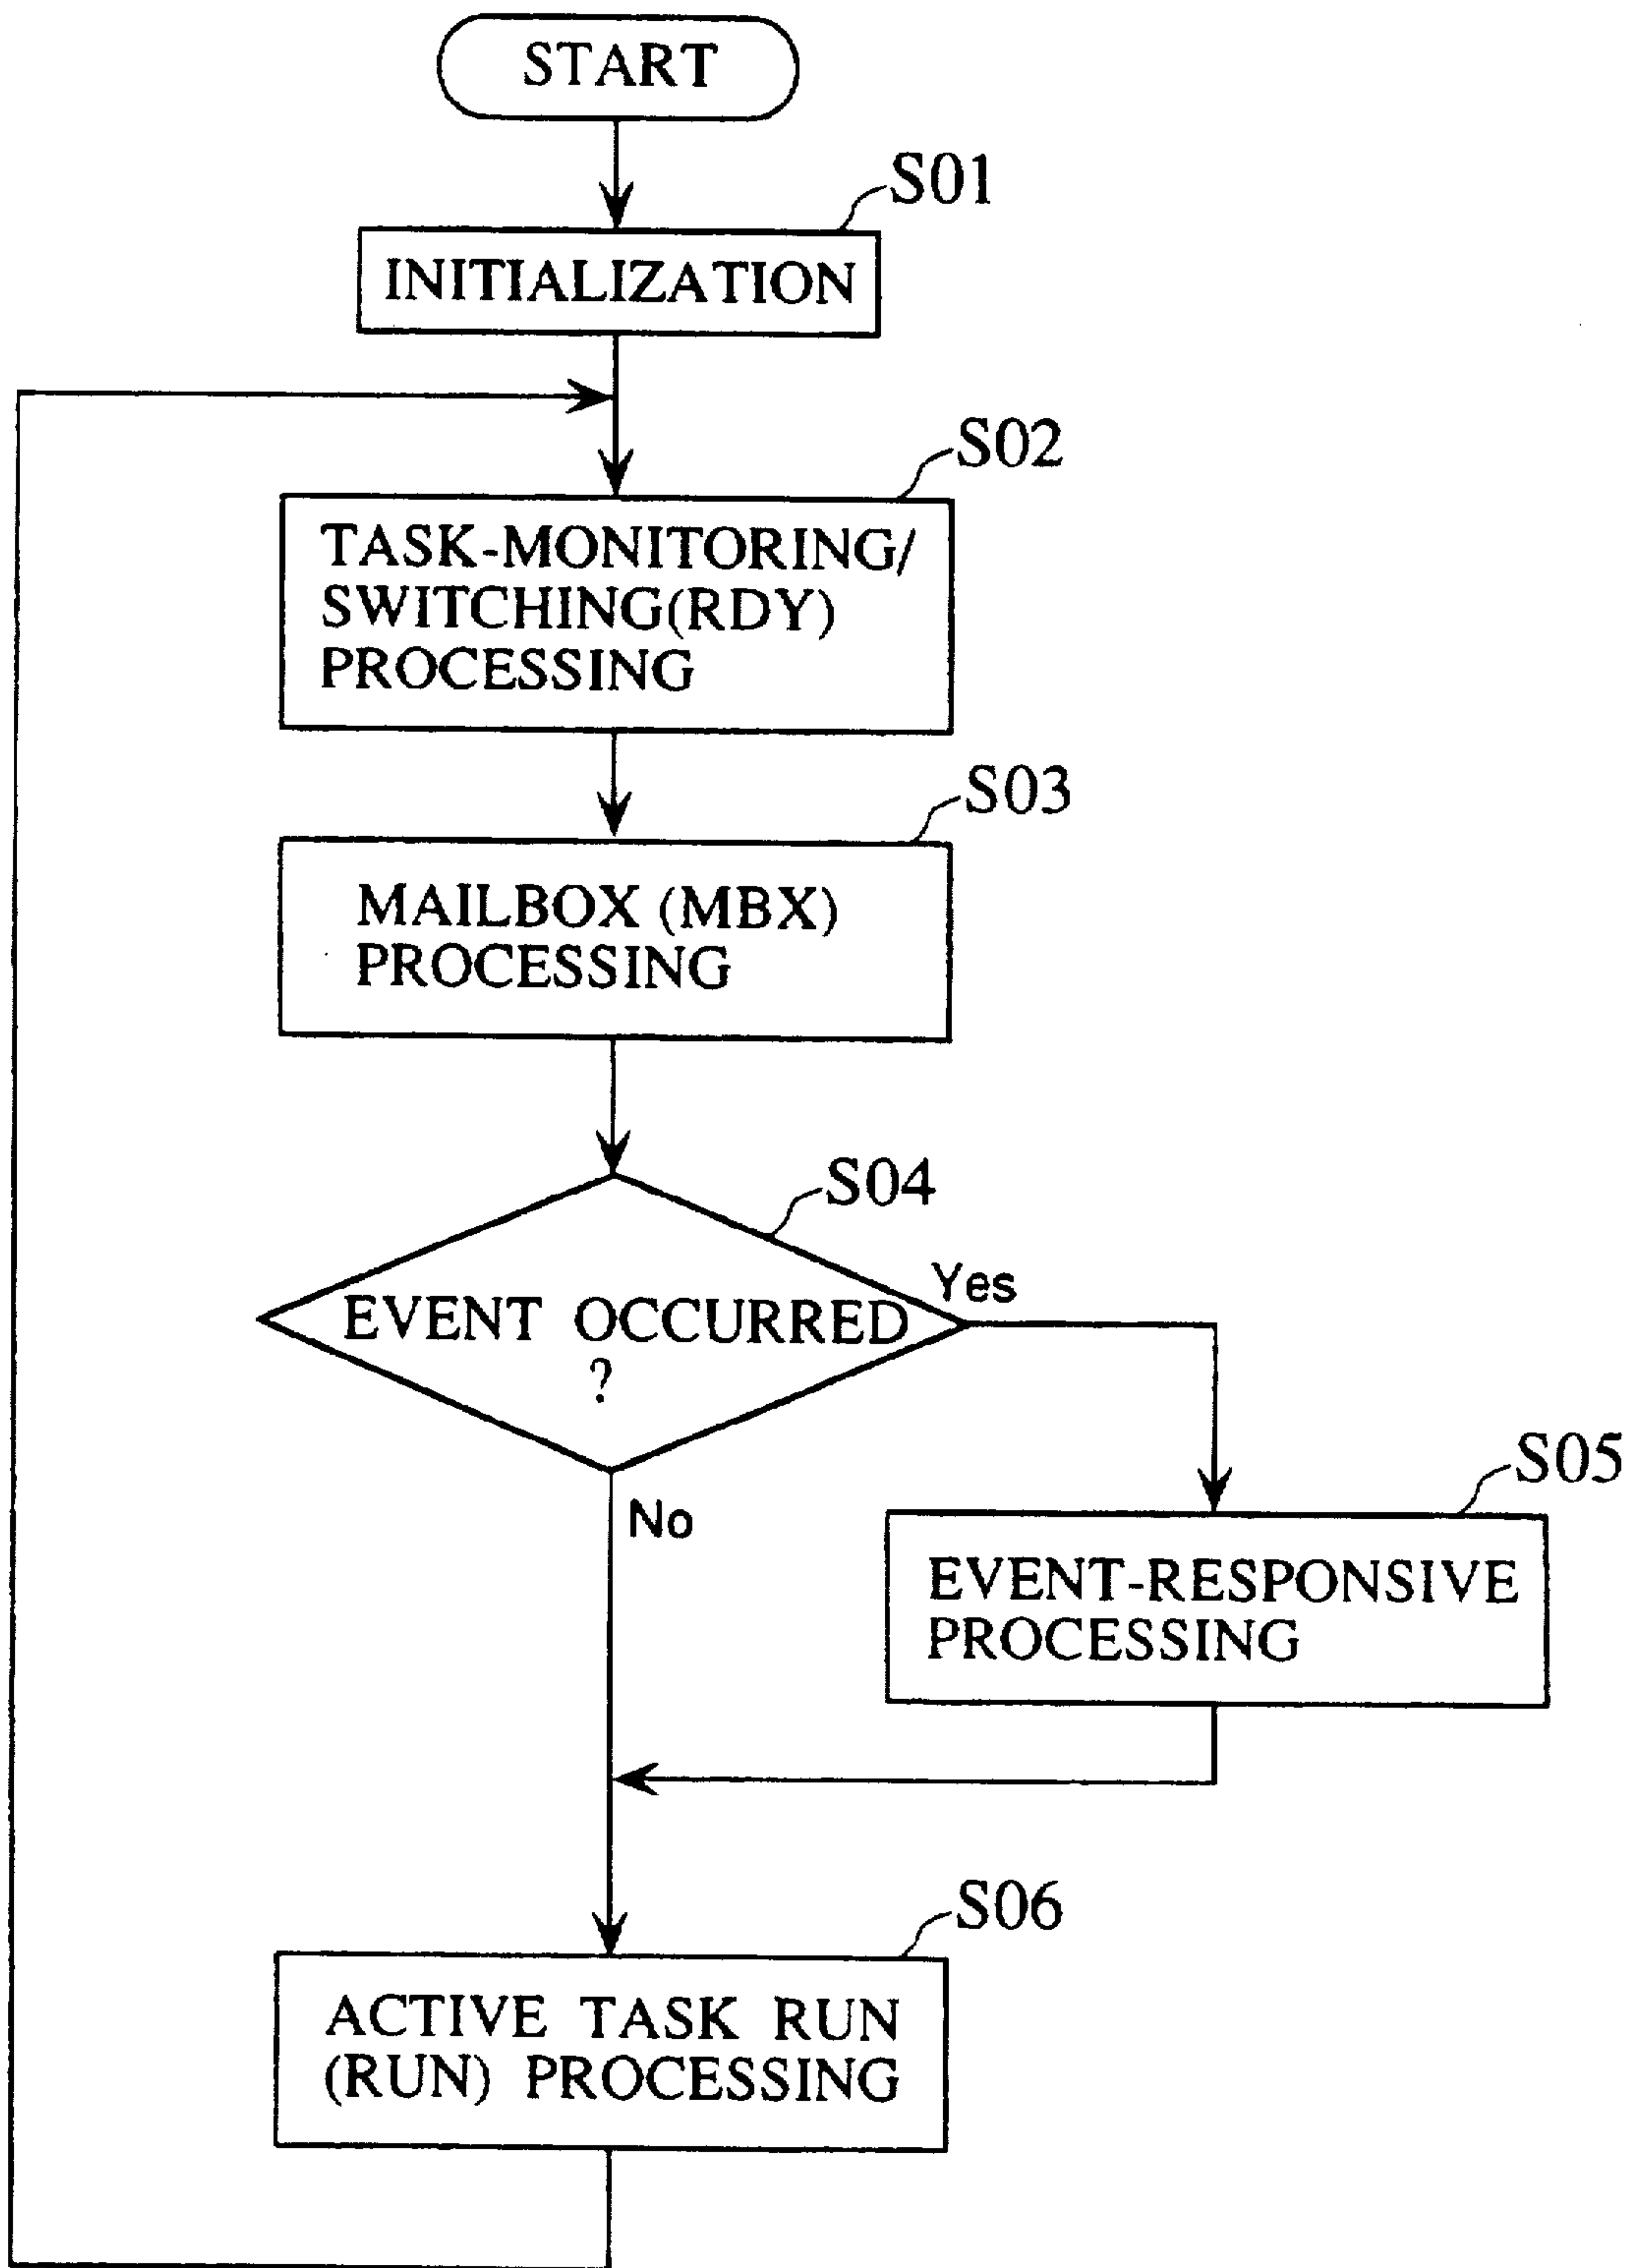 START
S01
INITIALIZATION
S02
TASK-MONITORING/
SWITCHING(RDY)
PROCESSING
S03
MAILBOX (MBX)
PROCESSING
S04
Yes
EVENT OCCURRED
?
No
S05
EVENT-RESPONSIVE
PROCESSING
S06
ACTIVE TASK RUN
(RUN) PROCESSING